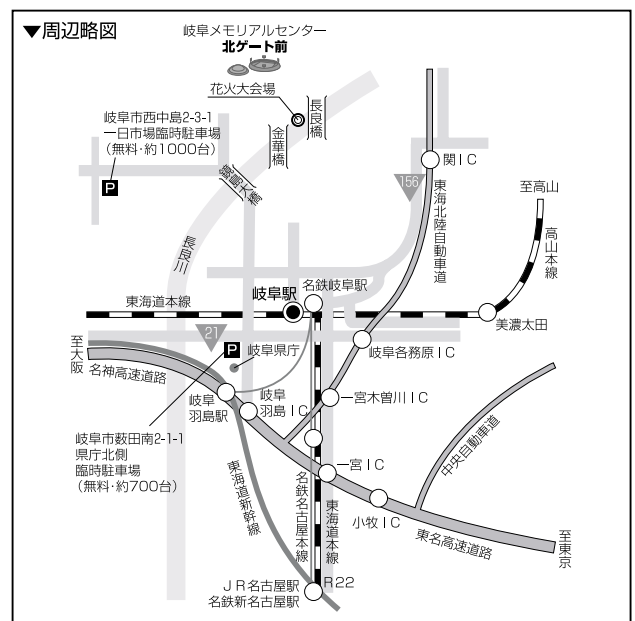 ▼周辺略図
岐阜メモリアルセンター
北ゲート前
花火大会場
長良橋
金華橋
岐阜市西中島2-3-1
一日市場臨時駐車場
（無料･約1000台）
P
鏡島大橋
長良川
156
関ＩＣ
東海北陸自動車道
至高山
高山本線
名鉄岐阜駅
岐阜駅
東海道本線
美濃太田
21
P
岐阜県庁
岐阜各務原ＩＣ
至大阪
名神高速道路
岐阜
羽島駅
岐阜
羽島ＩＣ
一宮木曽川ＩＣ
岐阜市薮田南2-1-1
県庁北側
臨時駐車場
（無料･約700台）
一宮ＩＣ
中央自動車道
東海道新幹線
名鉄名古屋本線
東海道本線
小牧ＩＣ
東名高速道路
至東京
Ｒ22
ＪＲ名古屋駅
名鉄新名古屋駅